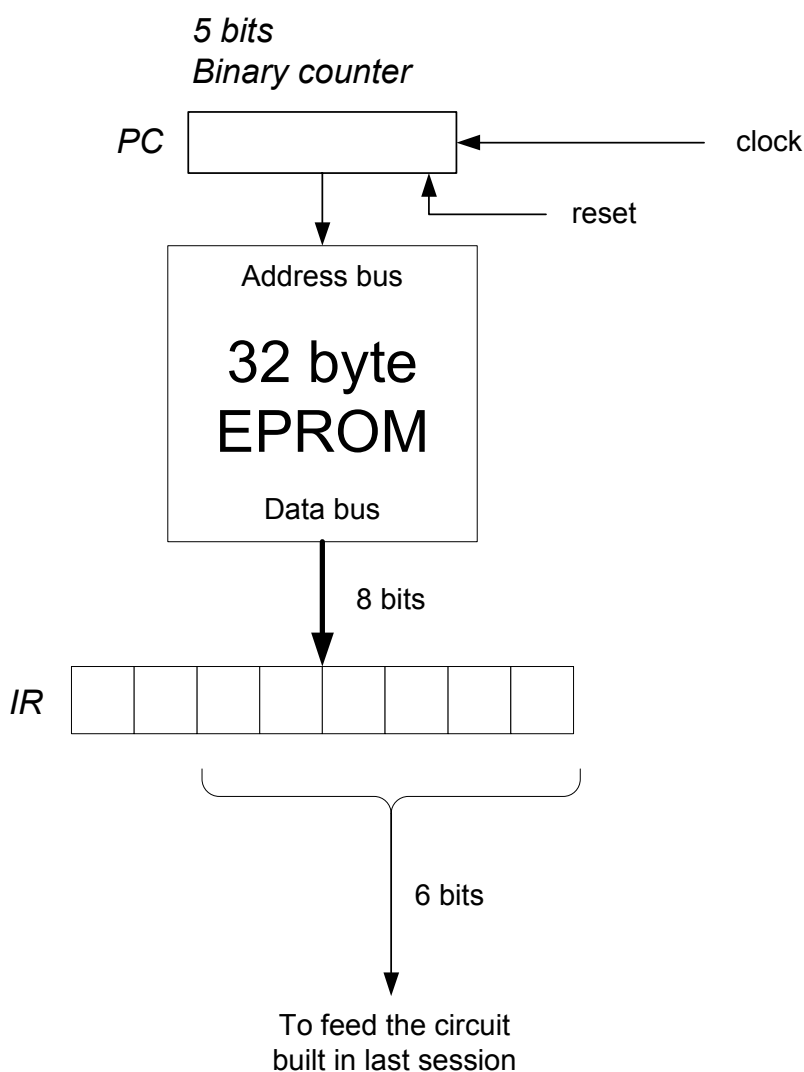 5 bits
Binary counter
PC
clock
reset
Address bus
32 byte
EPROM
Data bus
8 bits
IR
6 bits
To feed the circuit
built in last session